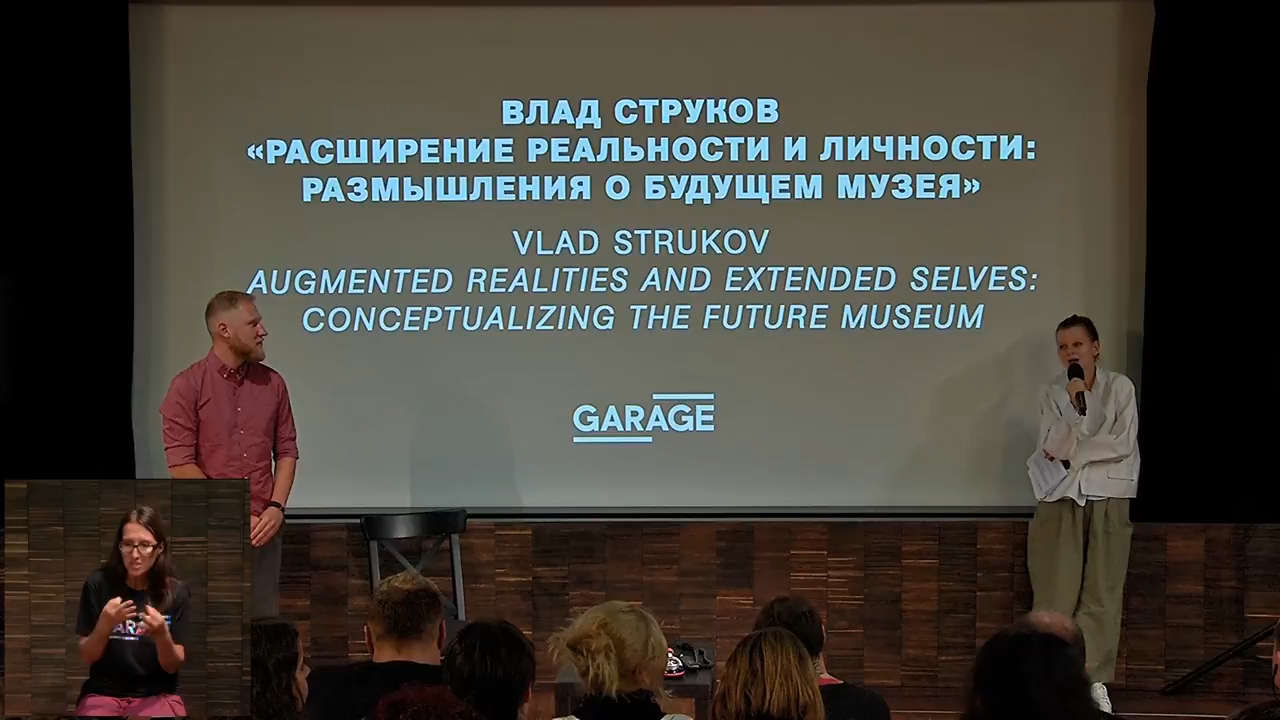 ВЛАД СТРУКОВ
«РАСШИРЕНИЕ РЕАЛЬНОСТИ И ЛИЧНОСТИ:
РАЗМЫШЛЕНИЯ О БУДУЩЕМ МУЗЕЯ»
VLAD STRUKOV
AUGMENTED REALITIES AND EXTENDED SELVES:
CONCEPTUALIZING THE FUTURE MUSEUM
GARAGE